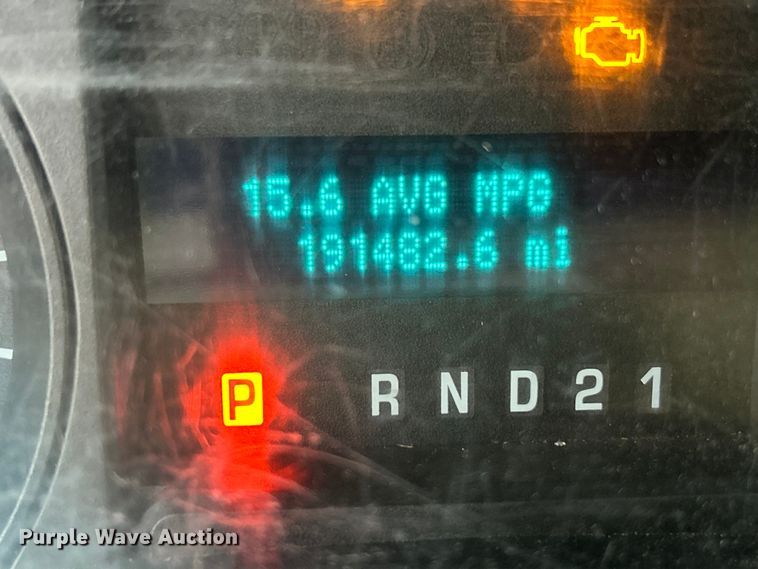 15.6 AVG MPG
191482.6 mi
P R N D 2 1
Purple Wave Auction